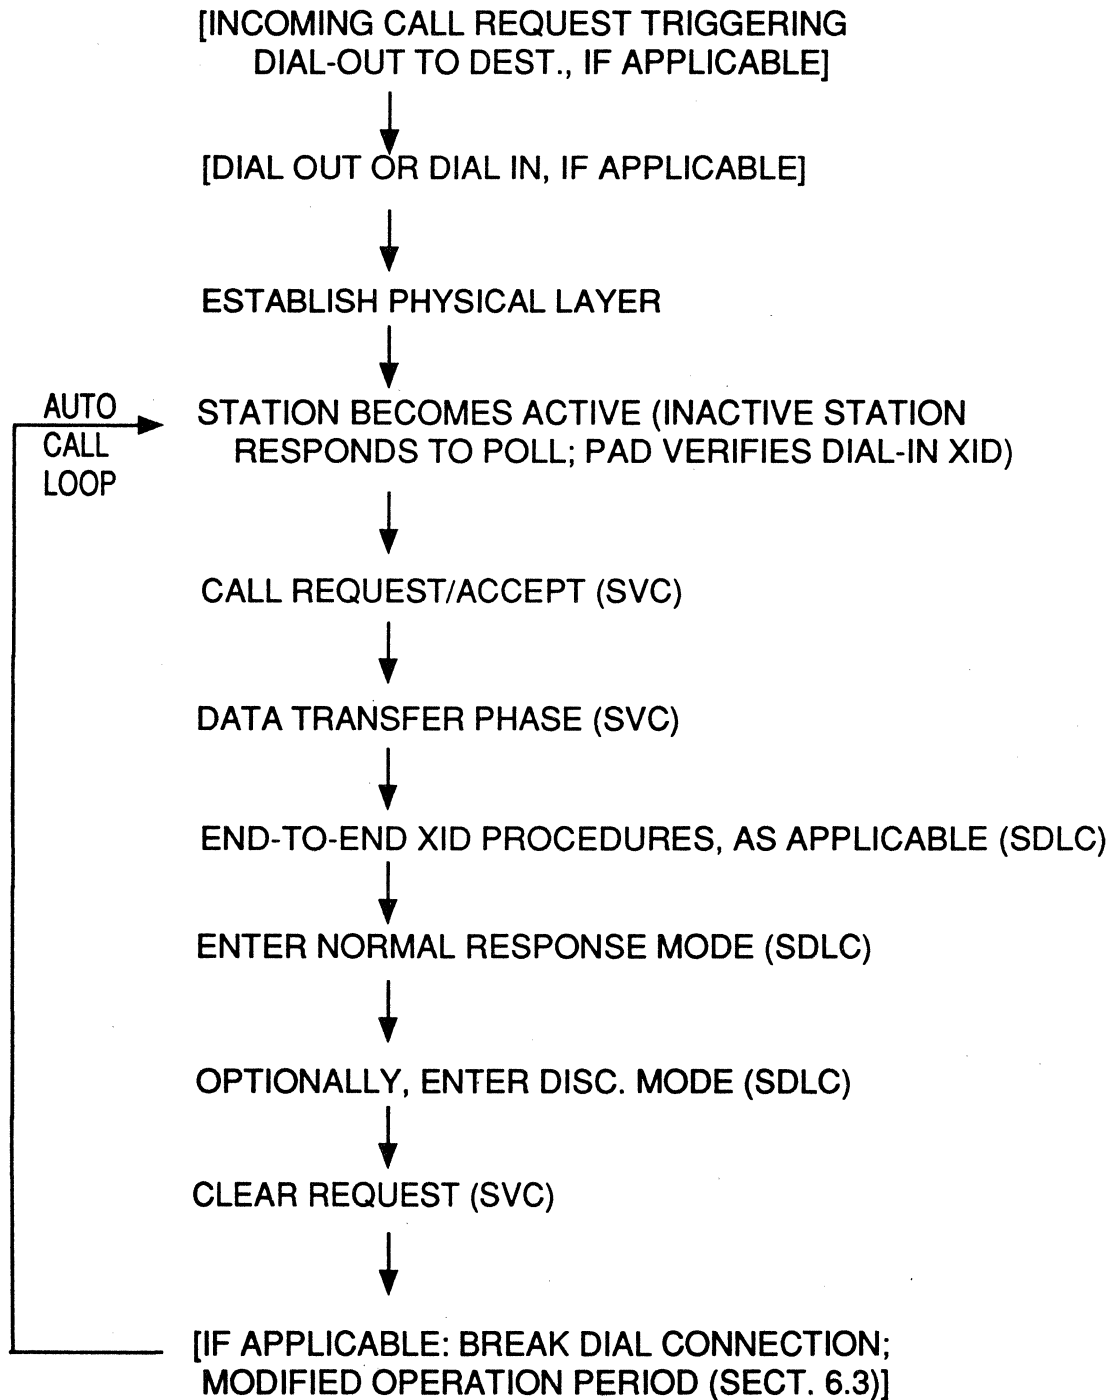 [INCOMING CALL REQUEST TRIGGERING
DIAL-OUT TO DEST., IF APPLICABLE]
[DIAL OUT OR DIAL IN, IF APPLICABLE]
ESTABLISH PHYSICAL LAYER
AUTO
CALL
LOOP
STATION BECOMES ACTIVE (INACTIVE STATION
RESPONDS TO POLL; PAD VERIFIES DIAL-IN XID)
CALL REQUEST/ACCEPT (SVC)
DATA TRANSFER PHASE (SVC)
END-TO-END XID PROCEDURES, AS APPLICABLE (SDLC)
ENTER NORMAL RESPONSE MODE (SDLC)
OPTIONALLY, ENTER DISC. MODE (SDLC)
CLEAR REQUEST (SVC)
[IF APPLICABLE: BREAK DIAL CONNECTION;
MODIFIED OPERATION PERIOD (SECT. 6.3)]